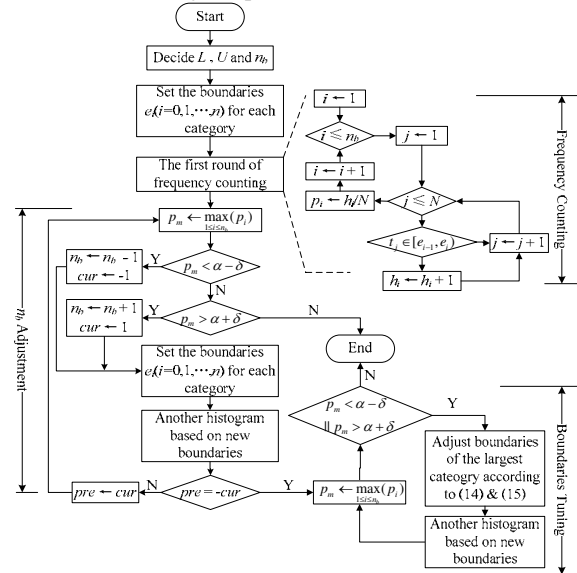 Start
Decide L , U and n_b
Set the boundaries
e_i(i=0,1,···,n) for each
category
The first round of
frequency counting
i ← 1
i ≤ n_b
j ← 1
i ← i + 1
p_i ← h_i/N
j ≤ N
t_j ∈ [e_{i-1}, e_i)
j ← j + 1
h_i ← h_i + 1
Frequency Counting
p_m ← max(p_i)
1≤i≤n_b
n_b ← n_b - 1
cur ← -1
Y
p_m < α − δ
N
n_b ← n_b + 1
cur ← 1
Y
p_m > α + δ
N
End
n_b Adjustment
Set the boundaries
e_i(i=0,1,···,n) for each
category
N
p_m < α − δ
|| p_m > α + δ
Y
Another histogram
based on new
boundaries
Adjust boundaries
of the largest
cateogry according
to (14) & (15)
Boundaries Tuning
pre ← cur
N
pre = -cur
Y
p_m ← max(p_i)
1≤i≤n_b
Another histogram
based on new
boundaries